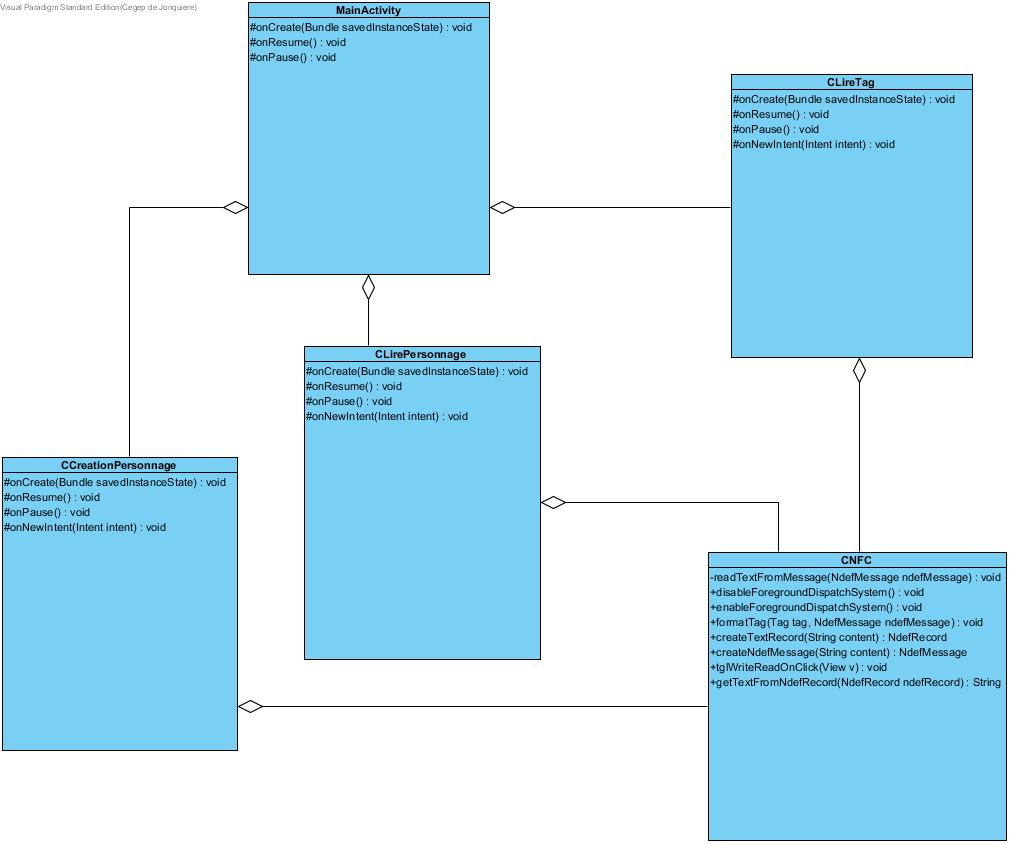 Visual Paradigm Standard Edition(Cegep de Jonquiere)
MainActivity
#onCreate(Bundle savedInstanceState) : void
#onResume() : void
#onPause() : void
CLireTag
#onCreate(Bundle savedInstanceState) : void
#onResume() : void
#onPause() : void
#onNewIntent(Intent intent) : void
CLirePersonnage
#onCreate(Bundle savedInstanceState) : void
#onResume() : void
#onPause() : void
#onNewIntent(Intent intent) : void
CCreationPersonnage
#onCreate(Bundle savedInstanceState) : void
#onResume() : void
#onPause() : void
#onNewIntent(Intent intent) : void
CNFC
-readTextFromMessage(NdefMessage ndefMessage) : void
+disableForegroundDispatchSystem() : void
+enableForegroundDispatchSystem() : void
+formatTag(Tag tag, NdefMessage ndefMessage) : void
+createTextRecord(String content) : NdefRecord
+createNdefMessage(String content) : NdefMessage
+tglWriteReadOnClick(View v) : void
+getTextFromNdefRecord(NdefRecord ndefRecord) : String